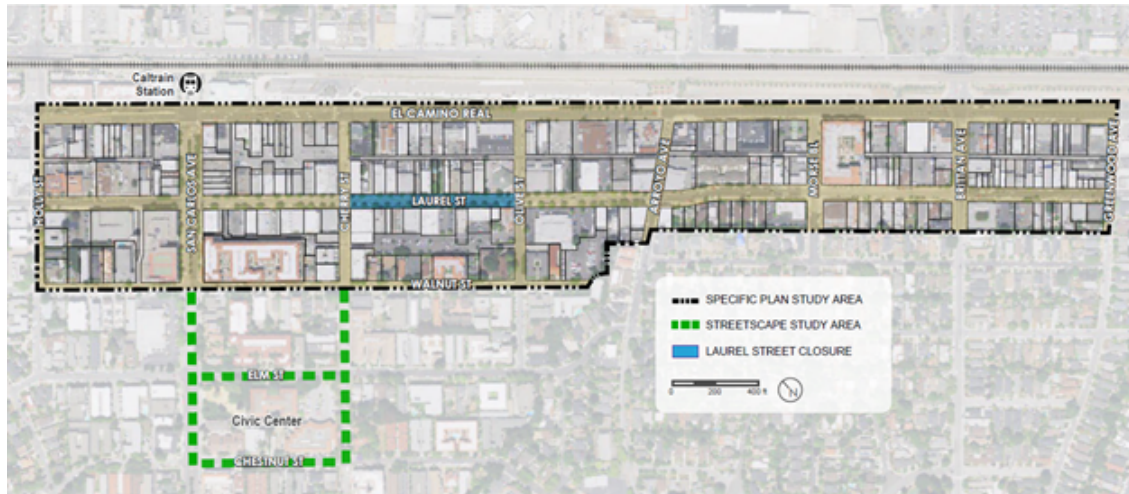 Caltrain
Station
EL CAMINO REAL
HOLLY ST
SAN CARLOS AVE
CHERRY ST
LAUREL ST
OLIVE ST
ARROYO AVE
MORSE BL
BRITTAN AVE
GREENWOOD AVE
WALNUT ST
SPECIFIC PLAN STUDY AREA
STREETSCAPE STUDY AREA
LAUREL STREET CLOSURE
0 200 400 ft
N
ELM ST
Civic Center
CHESTNUT ST